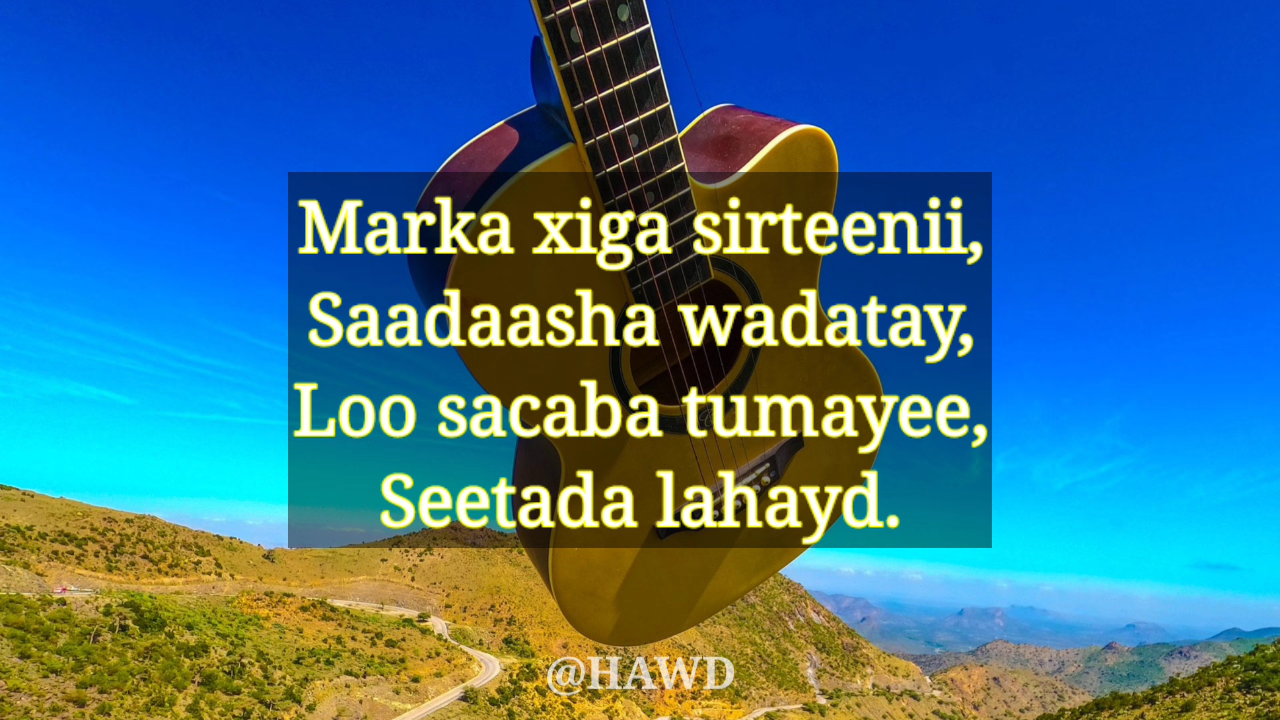 Marka xiga sirteenii,
Saadaasha wadatay,
Loo sacaba tumayee,
Seetada lahayd.
@HAWD